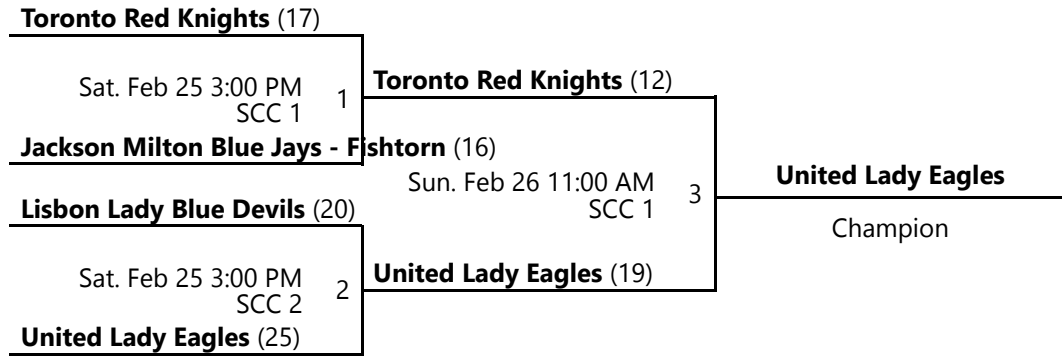 Toronto Red Knights (17)
Sat. Feb 25 3:00 PM
SCC 1
1
Toronto Red Knights (12)
Jackson Milton Blue Jays - Fishtorn (16)
Sun. Feb 26 11:00 AM
SCC 1
3
United Lady Eagles
Champion
Lisbon Lady Blue Devils (20)
Sat. Feb 25 3:00 PM
SCC 2
2
United Lady Eagles (19)
United Lady Eagles (25)